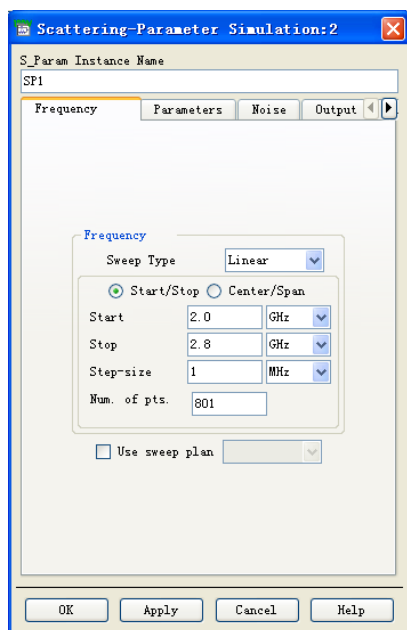 Scattering-Parameter Simulation:2
S_Param Instance Name
SP1
Frequency Parameters Noise Output
Frequency
Sweep Type Linear
Start/Stop Center/Span
Start 2.0 GHz
Stop 2.8 GHz
Step-size 1 MHz
Num. of pts. 801
Use sweep plan
OK Apply Cancel Help